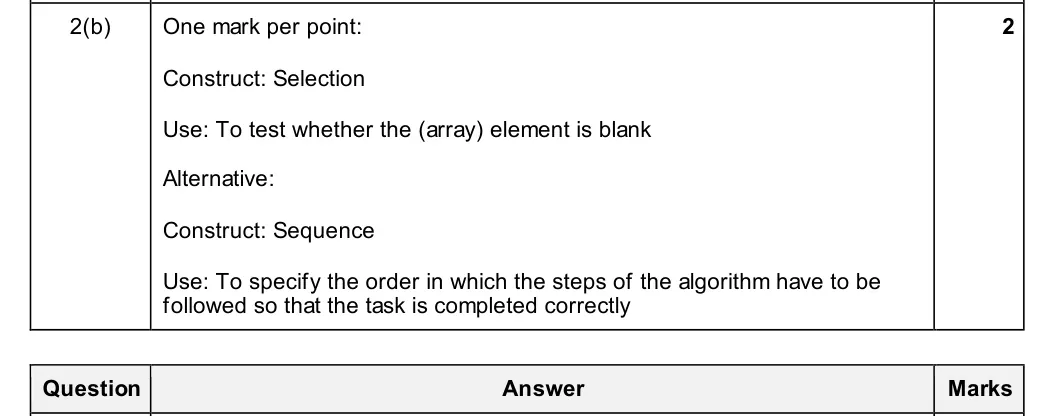 2(b) One mark per point: 2
Construct: Selection
Use: To test whether the (array) element is blank
Alternative:
Construct: Sequence
Use: To specify the order in which the steps of the algorithm have to be
followed so that the task is completed correctly
Question Answer Marks